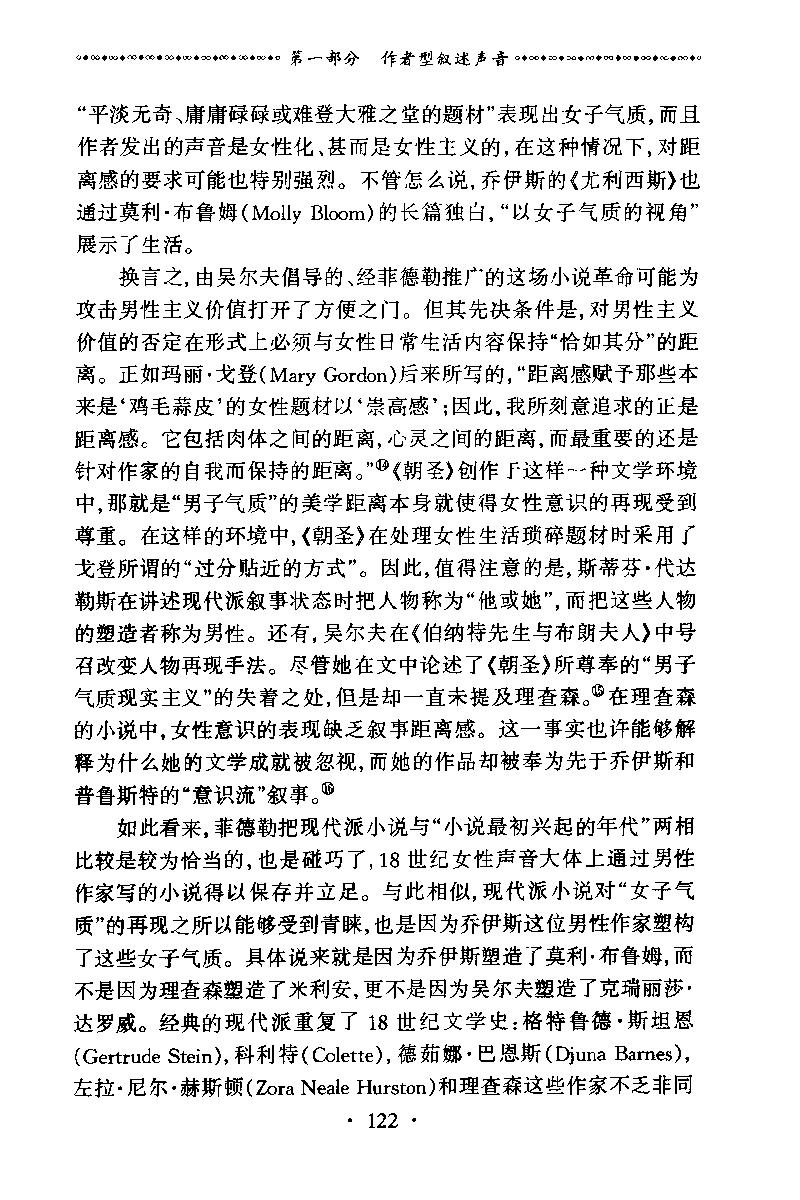 第一部分 作者型叙述声音
“平淡无奇、庸庸碌碌或难登大雅之堂的题材”表现出女子气质,而且
作者发出的声音是女性化、甚而是女性主义的,在这种情况下,对距
离感的要求可能也特别强烈。不管怎么说,乔伊斯的《尤利西斯》也
通过莫利·布鲁姆(Molly Bloom)的长篇独白,“以女子气质的视角”
展示了生活。
换言之,由吴尔夫倡导的、经菲德勒推广的这场小说革命可能为
攻击男性主义价值打开了方便之门。但其先决条件是,对男性主义
价值的否定在形式上必须与女性日常生活内容保持“恰如其分”的距
离。正如玛丽·戈登(Mary Gordon)后来所写的,“距离感赋予那些本
来是‘鸡毛蒜皮’的女性题材以‘崇高感’;因此,我所刻意追求的正是
距离感。它包括肉体之间的距离,心灵之间的距离,而最重要的还是
针对作家的自我而保持的距离。”⑭《朝圣》创作于这样一种文学环境
中,那就是“男子气质”的美学距离本身就使得女性意识的再现受到
尊重。在这样的环境中,《朝圣》在处理女性生活琐碎题材时采用了
戈登所谓的“过分贴近的方式”。因此,值得注意的是,斯蒂芬·代达
勒斯在讲述现代派叙事状态时把人物称为“他或她”,而把这些人物
的塑造者称为男性。还有,吴尔夫在《伯纳特先生与布朗夫人》中号
召改变人物再现手法。尽管她在文中论述了《朝圣》所尊奉的“男子
气质现实主义”的失着之处,但是却一直未提及理查森。⑮在理查森
的小说中,女性意识的表现缺乏叙事距离感。这一事实也许能够解
释为什么她的文学成就被忽视,而她的作品却被奉为先于乔伊斯和
普鲁斯特的“意识流”叙事。⑯
如此看来,菲德勒把现代派小说与“小说最初兴起的年代”两相
比较是较为恰当的,也是碰巧了,18 世纪女性声音大体上通过男性
作家写的小说得以保存并立足。与此相似,现代派小说对“女子气
质”的再现之所以能够受到青睐,也是因为乔伊斯这位男性作家塑构
了这些女子气质。具体说来就是因为乔伊斯塑造了莫利·布鲁姆,而
不是因为理查森塑造了米利安,更不是因为吴尔夫塑造了克瑞丽莎·
达罗威。经典的现代派重复了 18 世纪文学史:格特鲁德·斯坦恩
(Gertrude Stein),科利特(Colette),德茹娜·巴恩斯(Djuna Barnes),
左拉·尼尔·赫斯顿(Zora Neale Hurston)和理查森这些作家不乏非同
· 122 ·